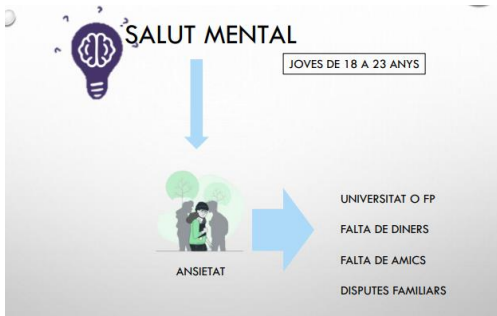 SALUT MENTAL
JOVES DE 18 A 23 ANYS
ANSIETAT
UNIVERSITAT O FP
FALTA DE DINERS
FALTA DE AMICS
DISPUTES FAMILIARS